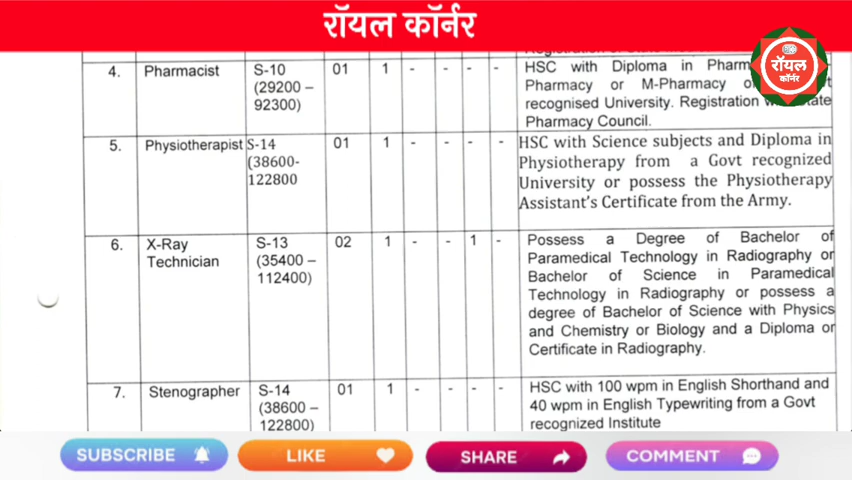 रॉयल कॉर्नर
4. Pharmacist S-10 (29200 – 92300) 01 1 - - - - HSC with Diploma in
Pharmacy or M-Pharmacy
recognised University. Registration
Pharmacy Council.
रॉयल
कॉर्नर
5. Physiotherapist S-14 01 1 - - - - HSC with Science subjects and Diploma in
(38600- Physiotherapy from a Govt recognized
122800 University or possess the Physiotherapy
Assistant's Certificate from the Army.
6. X-Ray S-13 02 1 - - 1 - Possess a Degree of Bachelor of
Technician (35400 – Paramedical Technology in Radiography or
112400) Bachelor of Science in Paramedical
Technology in Radiography or possess a
degree of Bachelor of Science with Physics
and Chemistry or Biology and a Diploma or
Certificate in Radiography.
7. Stenographer S-14 01 1 - - - - HSC with 100 wpm in English Shorthand and
(38600 – 40 wpm in English Typewriting from a Govt
122800) recognized Institute
SUBSCRIBE
LIKE
SHARE
COMMENT